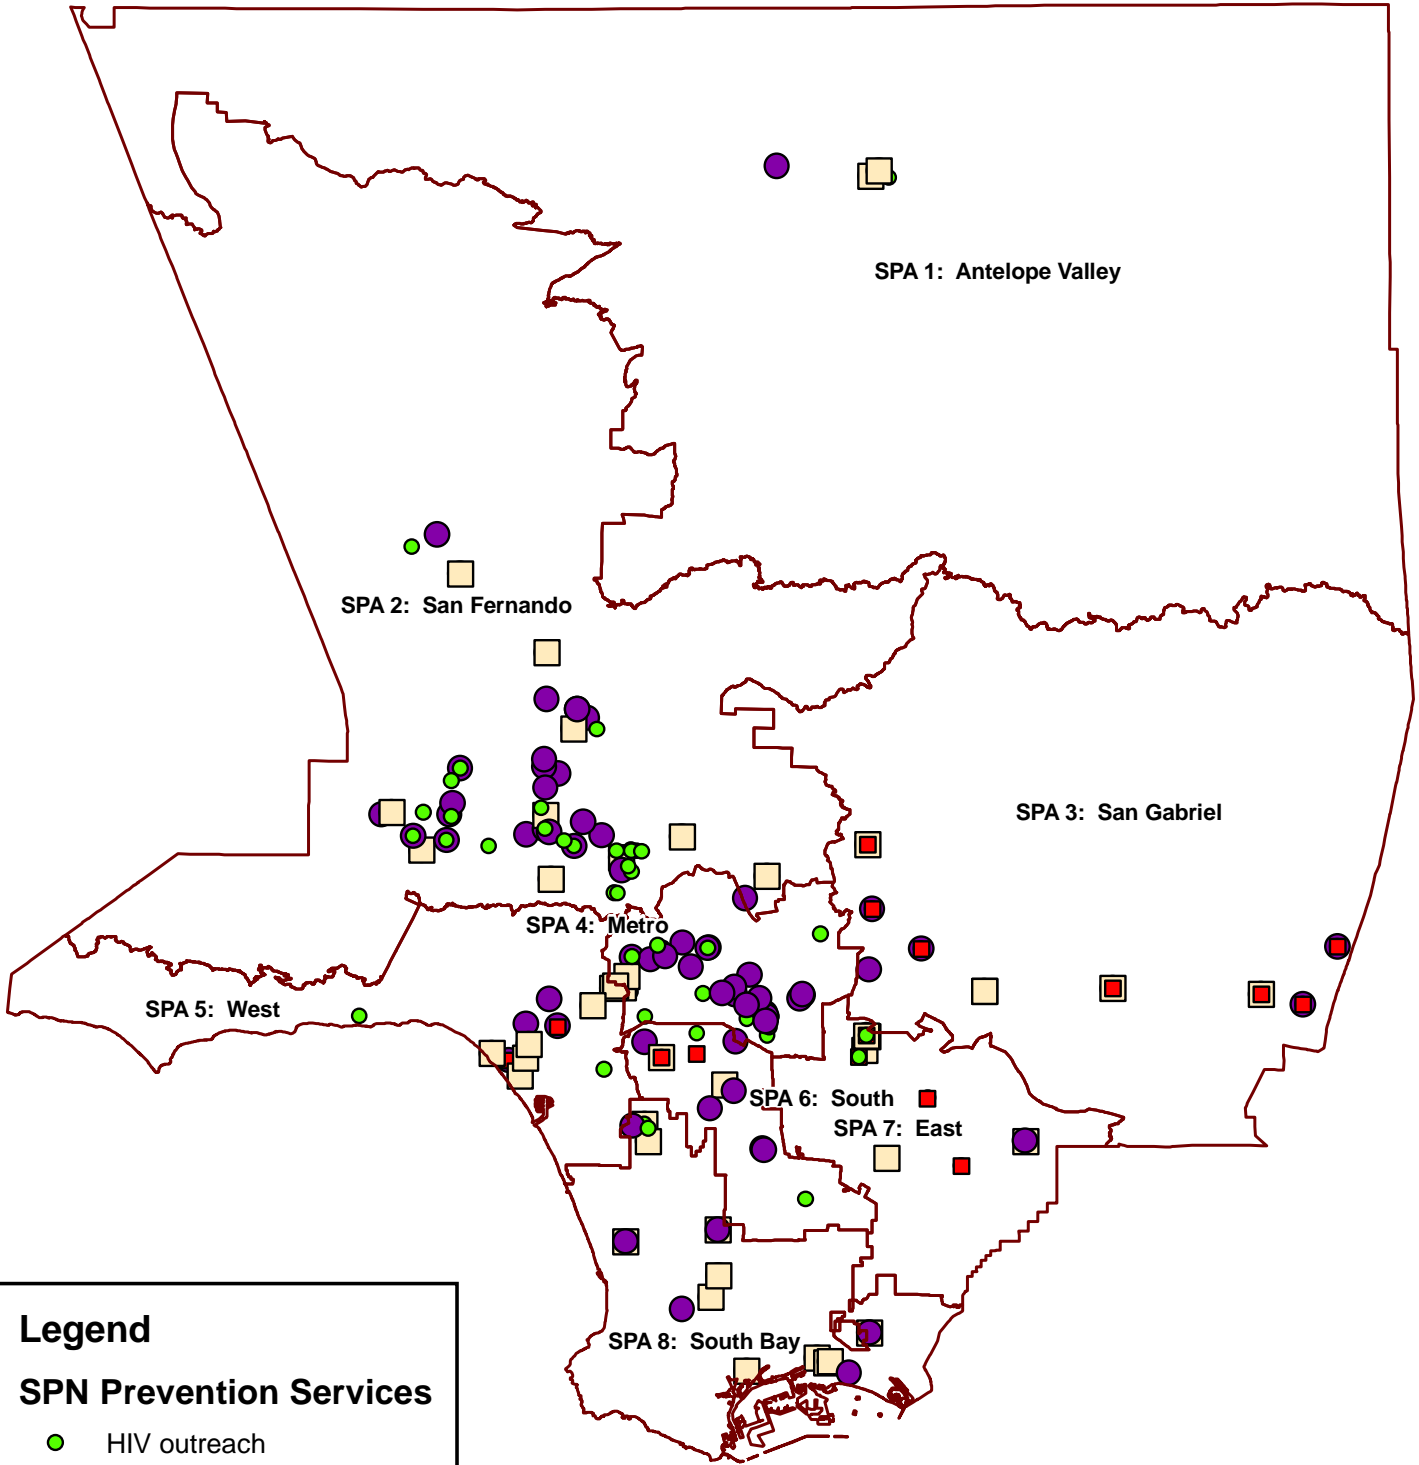 SPA 1:  Antelope Valley
SPA 2:  San Fernando
SPA 3:  San Gabriel
SPA 4:  Metro
SPA 5:  West
SPA 6:  South
SPA 7:  East
SPA 8:  South Bay
Legend
SPN Prevention Services
HIV outreach